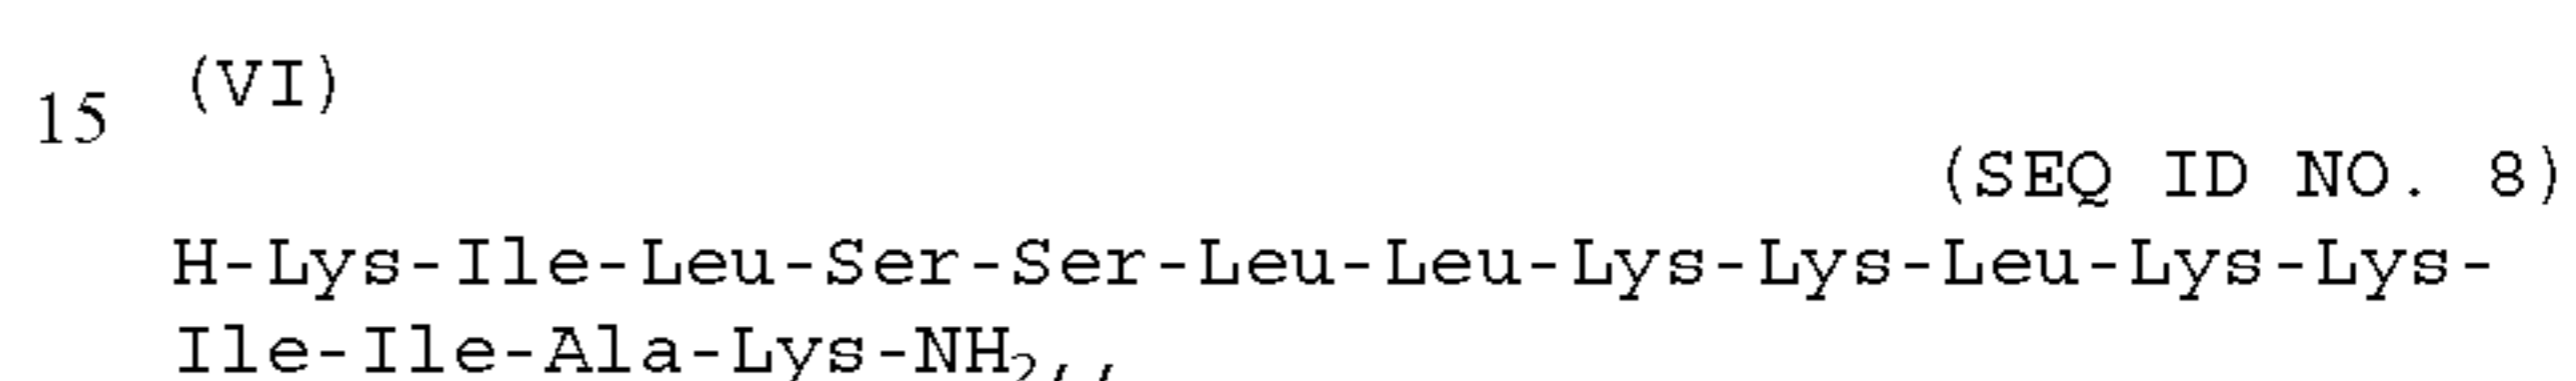 (VI)
15
(SEQ ID NO. 8)
H-Lys-Ile-Leu-Ser-Ser-Leu-Leu-Lys-Lys-Leu-Lys-Lys-
Ile-Ile-Ala-Lys-NH₂,,